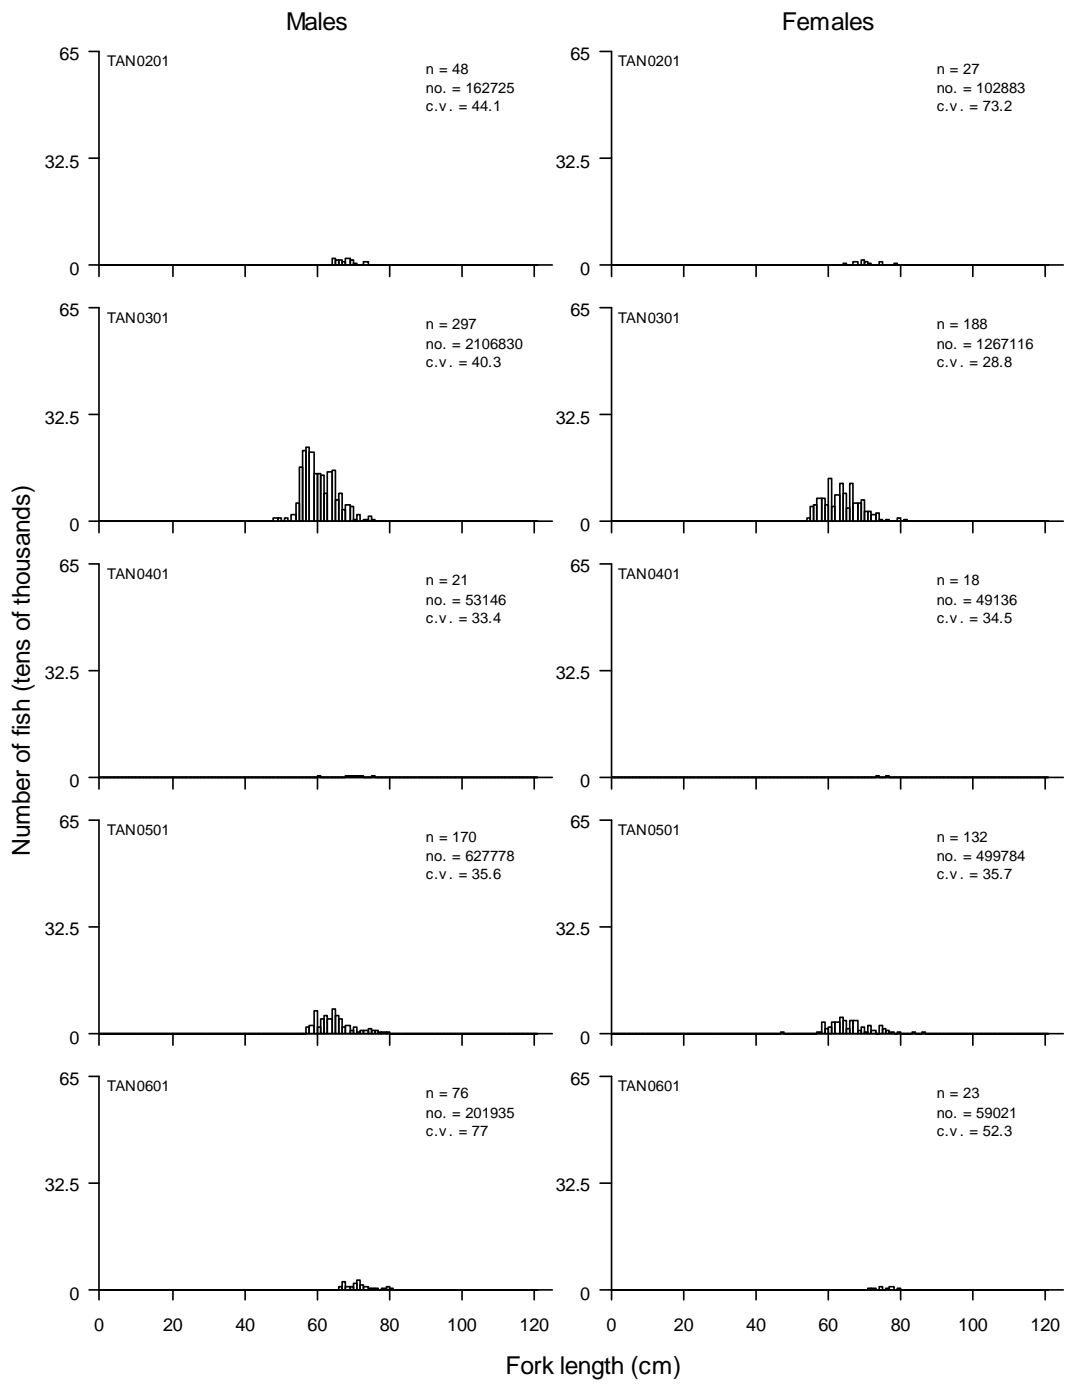 Males
Females
65
TAN0201
n = 48
no. = 162725
c.v. = 44.1
32.5
0
65
TAN0201
n = 27
no. = 102883
c.v. = 73.2
32.5
0
65
TAN0301
n = 297
no. = 2106830
c.v. = 40.3
32.5
0
65
TAN0301
n = 188
no. = 1267116
c.v. = 28.8
32.5
0
65
TAN0401
n = 21
no. = 53146
c.v. = 33.4
32.5
0
65
TAN0401
n = 18
no. = 49136
c.v. = 34.5
32.5
0
65
TAN0501
n = 170
no. = 627778
c.v. = 35.6
32.5
0
65
TAN0501
n = 132
no. = 499784
c.v. = 35.7
32.5
0
65
TAN0601
n = 76
no. = 201935
c.v. = 77
32.5
0
65
TAN0601
n = 23
no. = 59021
c.v. = 52.3
32.5
0
0 20 40 60 80 100 120
0 20 40 60 80 100 120
Number of fish (tens of thousands)
Fork length (cm)